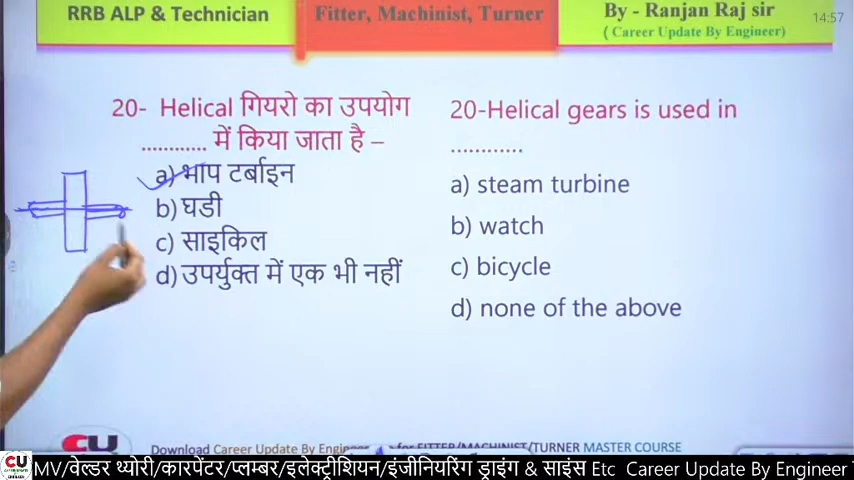 RRB ALP & Technician
Fitter, Machinist, Turner
By - Ranjan Raj sir
( Career Update By Engineer)
14:57
20- Helical गियरो का उपयोग
............ में किया जाता है –
a) भाप टर्बाइन
b) घडी
c) साइकिल
d) उपर्युक्त में एक भी नहीं
20-Helical gears is used in
............
a) steam turbine
b) watch
c) bicycle
d) none of the above
CU
Download Career Update By Engineer
for FITTER/MACHINIST/TURNER MASTER COURSE
CU
MV/वेल्डर थ्योरी/कारपेंटर/प्लम्बर/इलेक्ट्रीशियन/इंजीनियरिंग ड्राइंग & साइंस Etc Career Update By Engineer